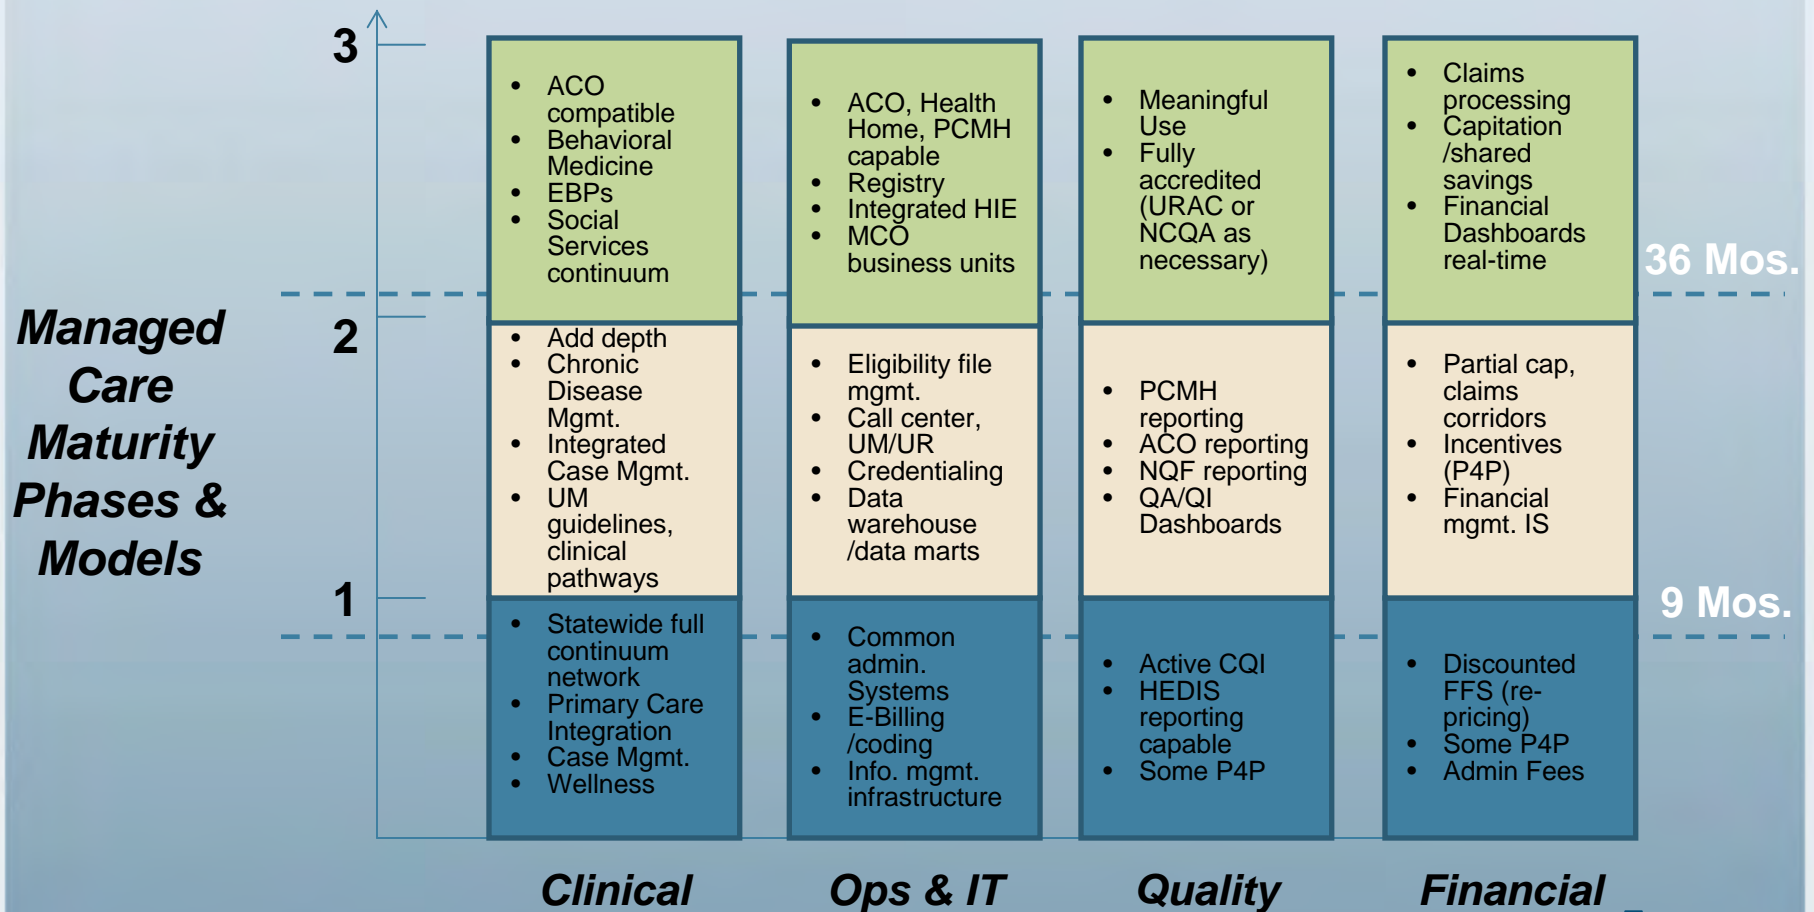 Managed
Care
Maturity
Phases &
Models
3
2
1
• ACO
compatible
• Behavioral
Medicine
• EBPs
• Social
Services
continuum
• ACO, Health
Home, PCMH
capable
• Registry
• Integrated HIE
• MCO
business units
• Meaningful
Use
• Fully
accredited
(URAC or
NCQA as
necessary)
• Claims
processing
• Capitation
/shared
savings
• Financial
Dashboards
real-time
36 Mos.
• Add depth
• Chronic
Disease
Mgmt.
• Integrated
Case Mgmt.
• UM
guidelines,
clinical
pathways
• Eligibility file
mgmt.
• Call center,
UM/UR
• Credentialing
• Data
warehouse
/data marts
• PCMH
reporting
• ACO reporting
• NQF reporting
• QA/QI
Dashboards
• Partial cap,
claims
corridors
• Incentives
(P4P)
• Financial
mgmt. IS
9 Mos.
• Statewide full
continuum
network
• Primary Care
Integration
• Case Mgmt.
• Wellness
• Common
admin.
Systems
• E-Billing
/coding
• Info. mgmt.
infrastructure
• Active CQI
• HEDIS
reporting
capable
• Some P4P
• Discounted
FFS (re-
pricing)
• Some P4P
• Admin Fees
Clinical
Ops & IT
Quality
Financial